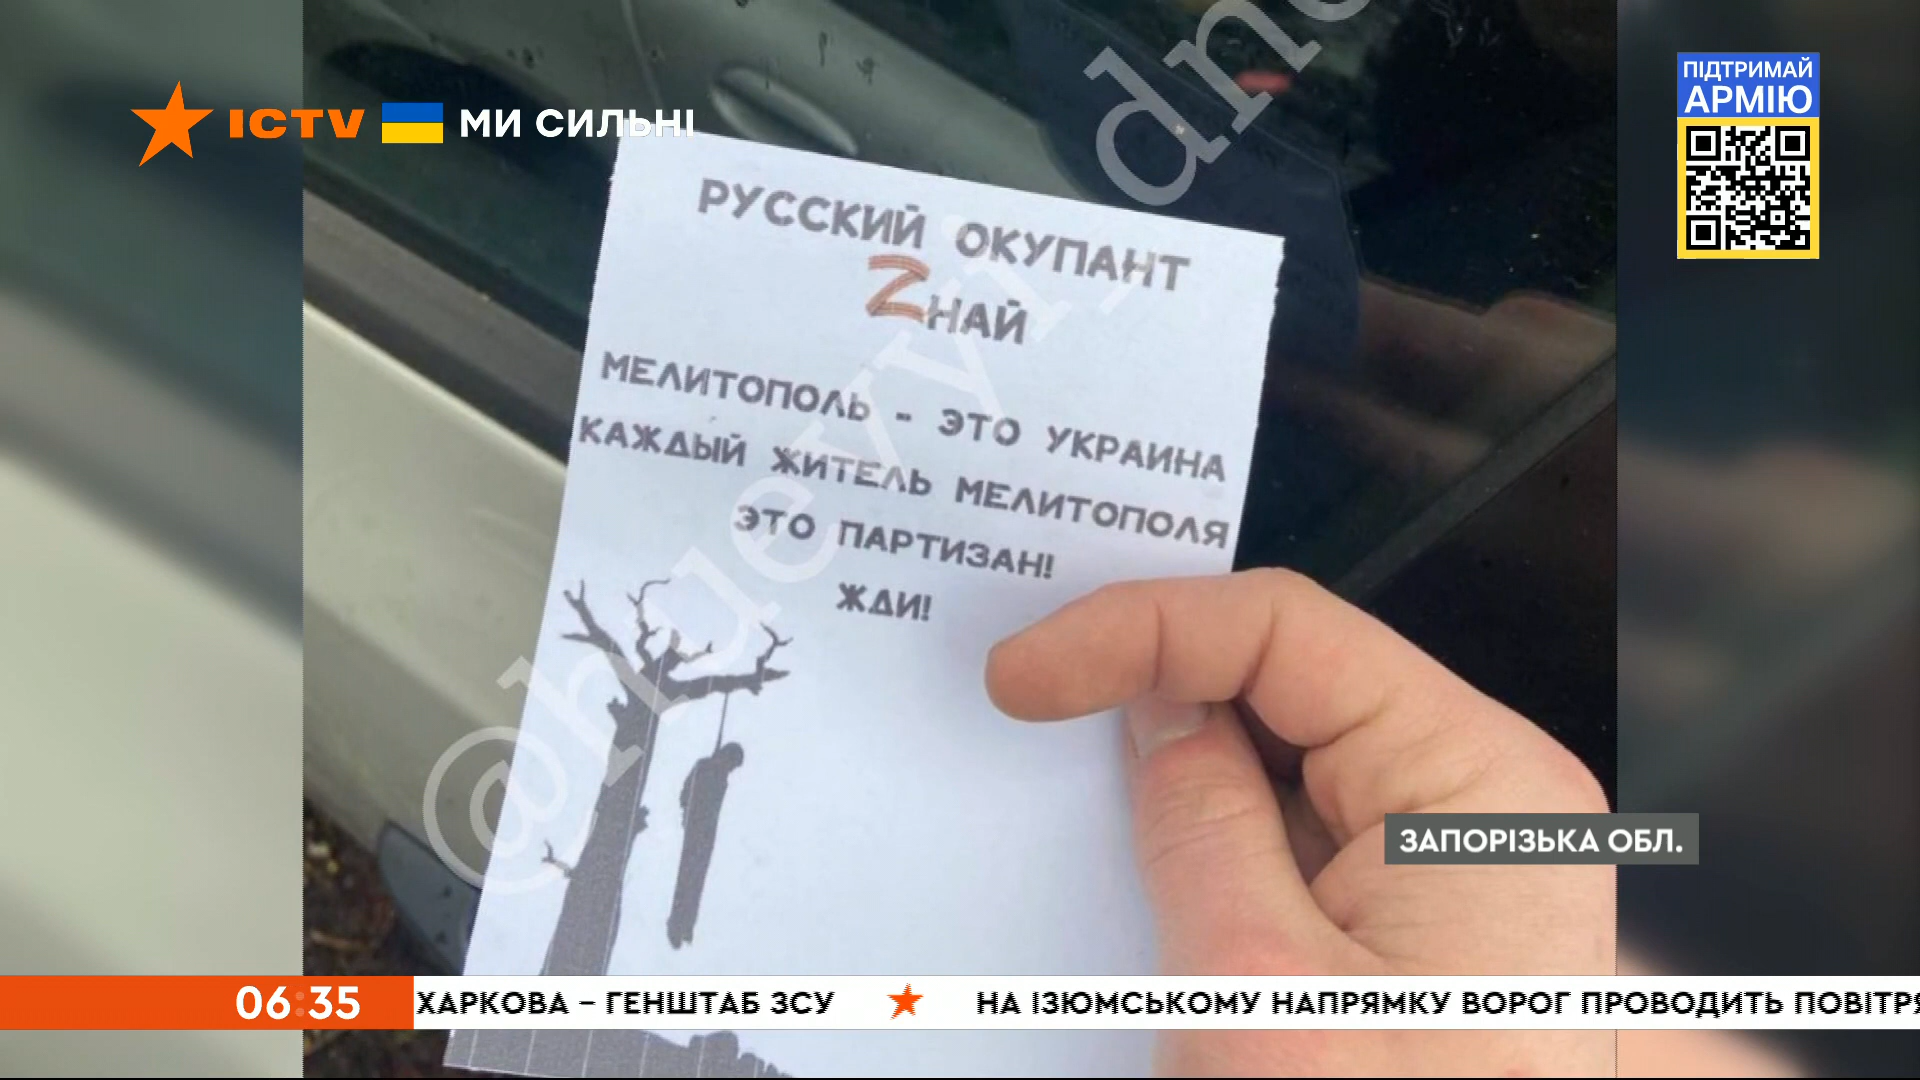 ICTV МИ СИЛЬНІ
ПІДТРИМАЙ
АРМІЮ
РУССКИЙ ОКУПАНТ
ZНАЙ
МЕЛИТОПОЛЬ - ЭТО УКРАИНА
КАЖДЫЙ ЖИТЕЛЬ МЕЛИТОПОЛЯ
ЭТО ПАРТИЗАН!
ЖДИ!
ЗАПОРІЗЬКА ОБЛ.
06:35 ХАРКОВА – ГЕНШТАБ ЗСУ НА ІЗЮМСЬКОМУ НАПРЯМКУ ВОРОГ ПРОВОДИТЬ